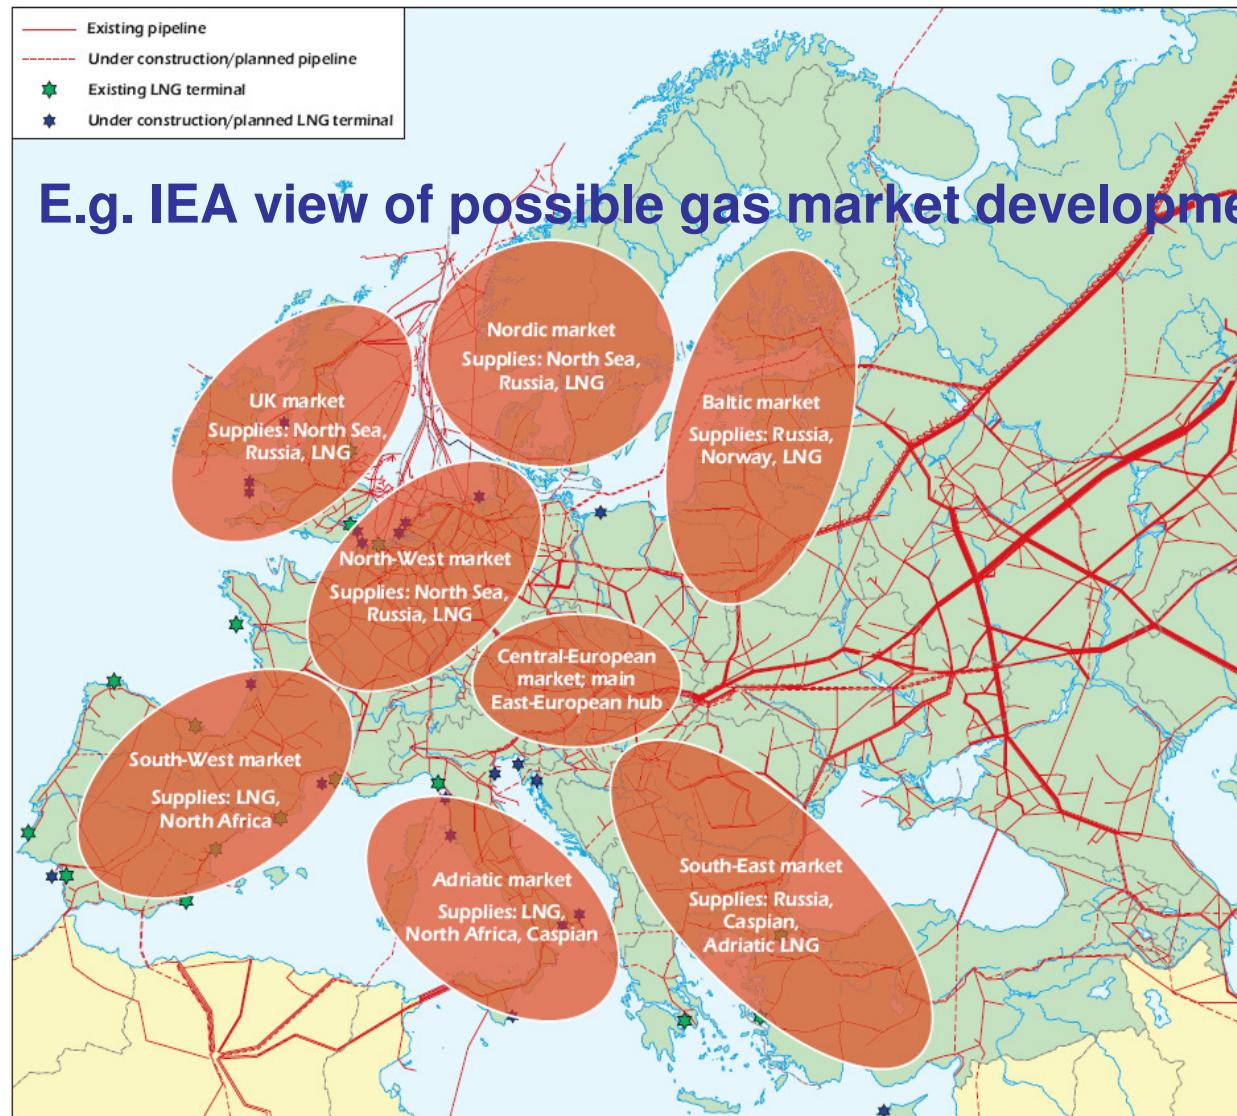 Existing pipeline
Under construction/planned pipeline
Existing LNG terminal
Under construction/planned LNG terminal
E.g. IEA view of possible gas market developme
Nordic market
Supplies: North Sea,
Russia, LNG
UK market
Supplies: North Sea,
Russia, LNG
Baltic market
Supplies: Russia,
Norway, LNG
North-West market
Supplies: North Sea,
Russia, LNG
Central-European
market; main
East-European hub
South-West market
Supplies: LNG,
North Africa
Adriatic market
Supplies: LNG,
North Africa, Caspian
South-East market
Supplies: Russia,
Caspian,
Adriatic LNG